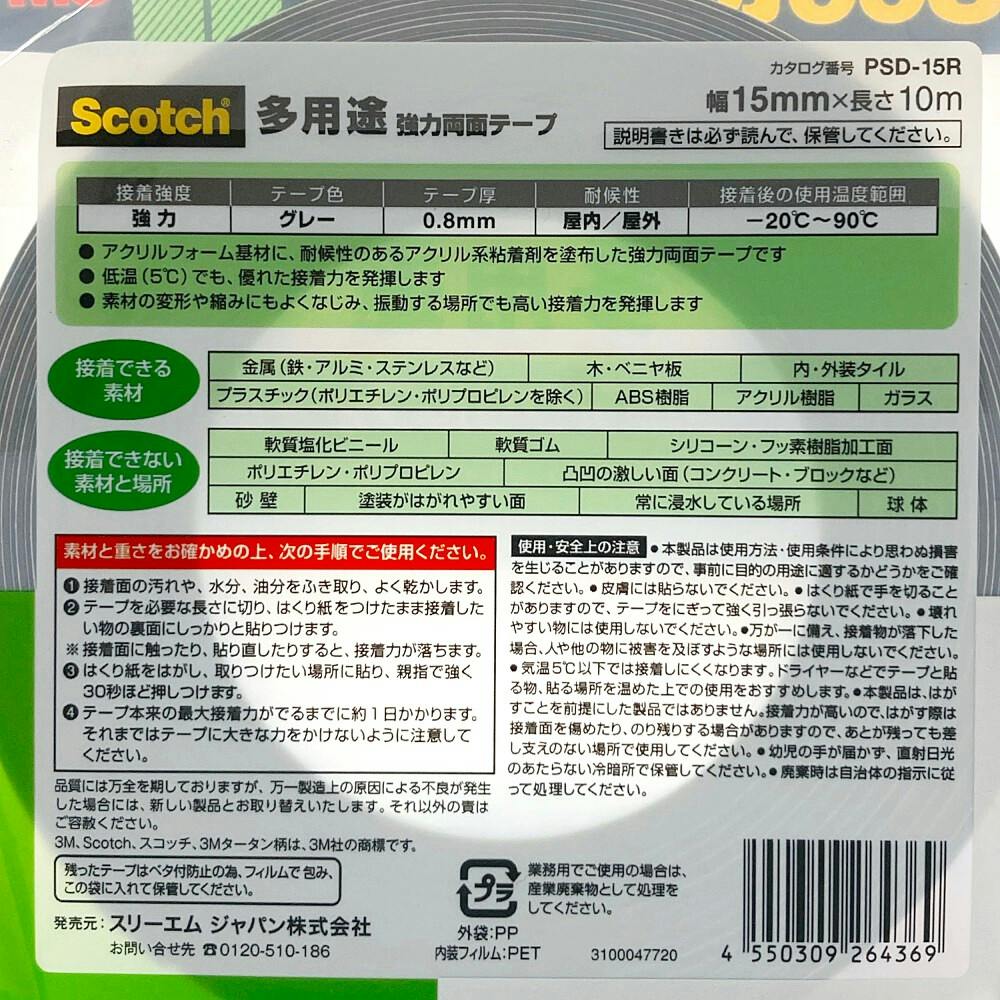 カタログ番号 PSD-15R
Scotch® 多用途 強力両面テープ
幅15mm×長さ10m
説明書きは必ず読んで、保管してください。
接着強度 テープ色 テープ厚 耐候性 接着後の使用温度範囲
強力 グレー 0.8mm 屋内／屋外 －20℃～90℃
● アクリルフォーム基材に、耐候性のあるアクリル系粘着剤を塗布した強力両面テープです
● 低温（5℃）でも、優れた接着力を発揮します
● 素材の変形や縮みにもよくなじみ、振動する場所でも高い接着力を発揮します
接着できる
素材
金属（鉄・アルミ・ステンレスなど） 木・ベニヤ板 内・外装タイル
プラスチック（ポリエチレン・ポリプロピレンを除く） ABS樹脂 アクリル樹脂 ガラス
接着できない
素材と場所
軟質塩化ビニール 軟質ゴム シリコーン・フッ素樹脂加工面
ポリエチレン・ポリプロピレン 凸凹の激しい面（コンクリート・ブロックなど）
砂壁 塗装がはがれやすい面 常に浸水している場所 球体
素材と重さをお確かめの上、次の手順でご使用ください。
❶ 接着面の汚れや、水分、油分をふき取り、よく乾かします。
❷ テープを必要な長さに切り、はくり紙をつけたまま接着した
い物の裏面にしっかりと貼りつけます。
※ 接着面に触ったり、貼り直したりすると、接着力が落ちます。
❸ はくり紙をはがし、取りつけたい場所に貼り、親指で強く
30秒ほど押しつけます。
❹ テープ本来の最大接着力がでるまでに約1日かかります。
それまではテープに大きな力をかけないように注意して
ください。
使用・安全上の注意 ●本製品は使用方法・使用条件により思わぬ損害
を生じることがありますので、事前に目的の用途に適するかどうかをご確
認ください。●皮膚には貼らないでください。●はくり紙で手を切ること
がありますので、テープをにぎって強く引っ張らないでください。●壊れ
やすい物には使用しないでください。●万が一に備え、接着物が落下した
場合、人や他の物に被害を及ぼすような場所には使用しないでください。
●気温5℃以下では接着しにくくなります。ドライヤーなどでテープと貼
る物、貼る場所を温めた上での使用をおすすめします。●本製品は、はが
すことを前提にした製品ではありません。接着力が高いので、はがす際は
接着面を傷めたり、のり残りする場合がありますので、あとが残っても差
し支えのない場所で使用してください。●幼児の手が届かず、直射日光
のあたらない冷暗所で保管してください。●廃棄時は自治体の指示に従
って処理してください。
品質には万全を期しておりますが、万一製造上の原因による不良が発生
した場合には、新しい製品とお取り替えいたします。それ以外の責は
ご容赦ください。
3M、Scotch、スコッチ、3Mタータン柄は、3M社の商標です。
残ったテープはベタ付防止の為、フィルムで包み、
この袋に入れて保管してください。
発売元：スリーエム ジャパン株式会社
お問い合せ先 ☎0120-510-186
プラ
業務用でご使用の場合は、
産業廃棄物として処理を
してください。
外袋：PP
内装フィルム：PET
3100047720
4 550309 264369